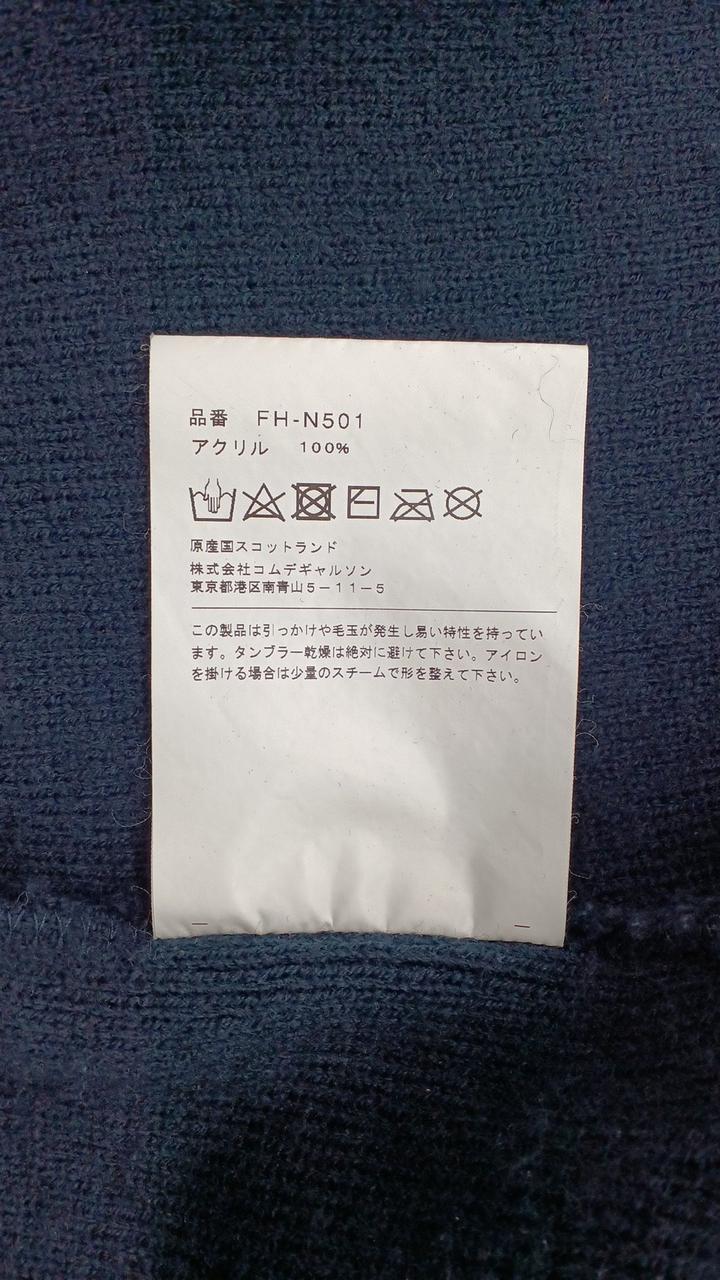 品番 FH-N501
アクリル 100%
原産国スコットランド
株式会社コムデギャルソン
東京都港区南青山5-11-5
この製品は引っかけや毛玉が発生し易い特性を持ってい
ます。タンブラー乾燥は絶対に避けて下さい。アイロン
を掛ける場合は少量のスチームで形を整えて下さい。